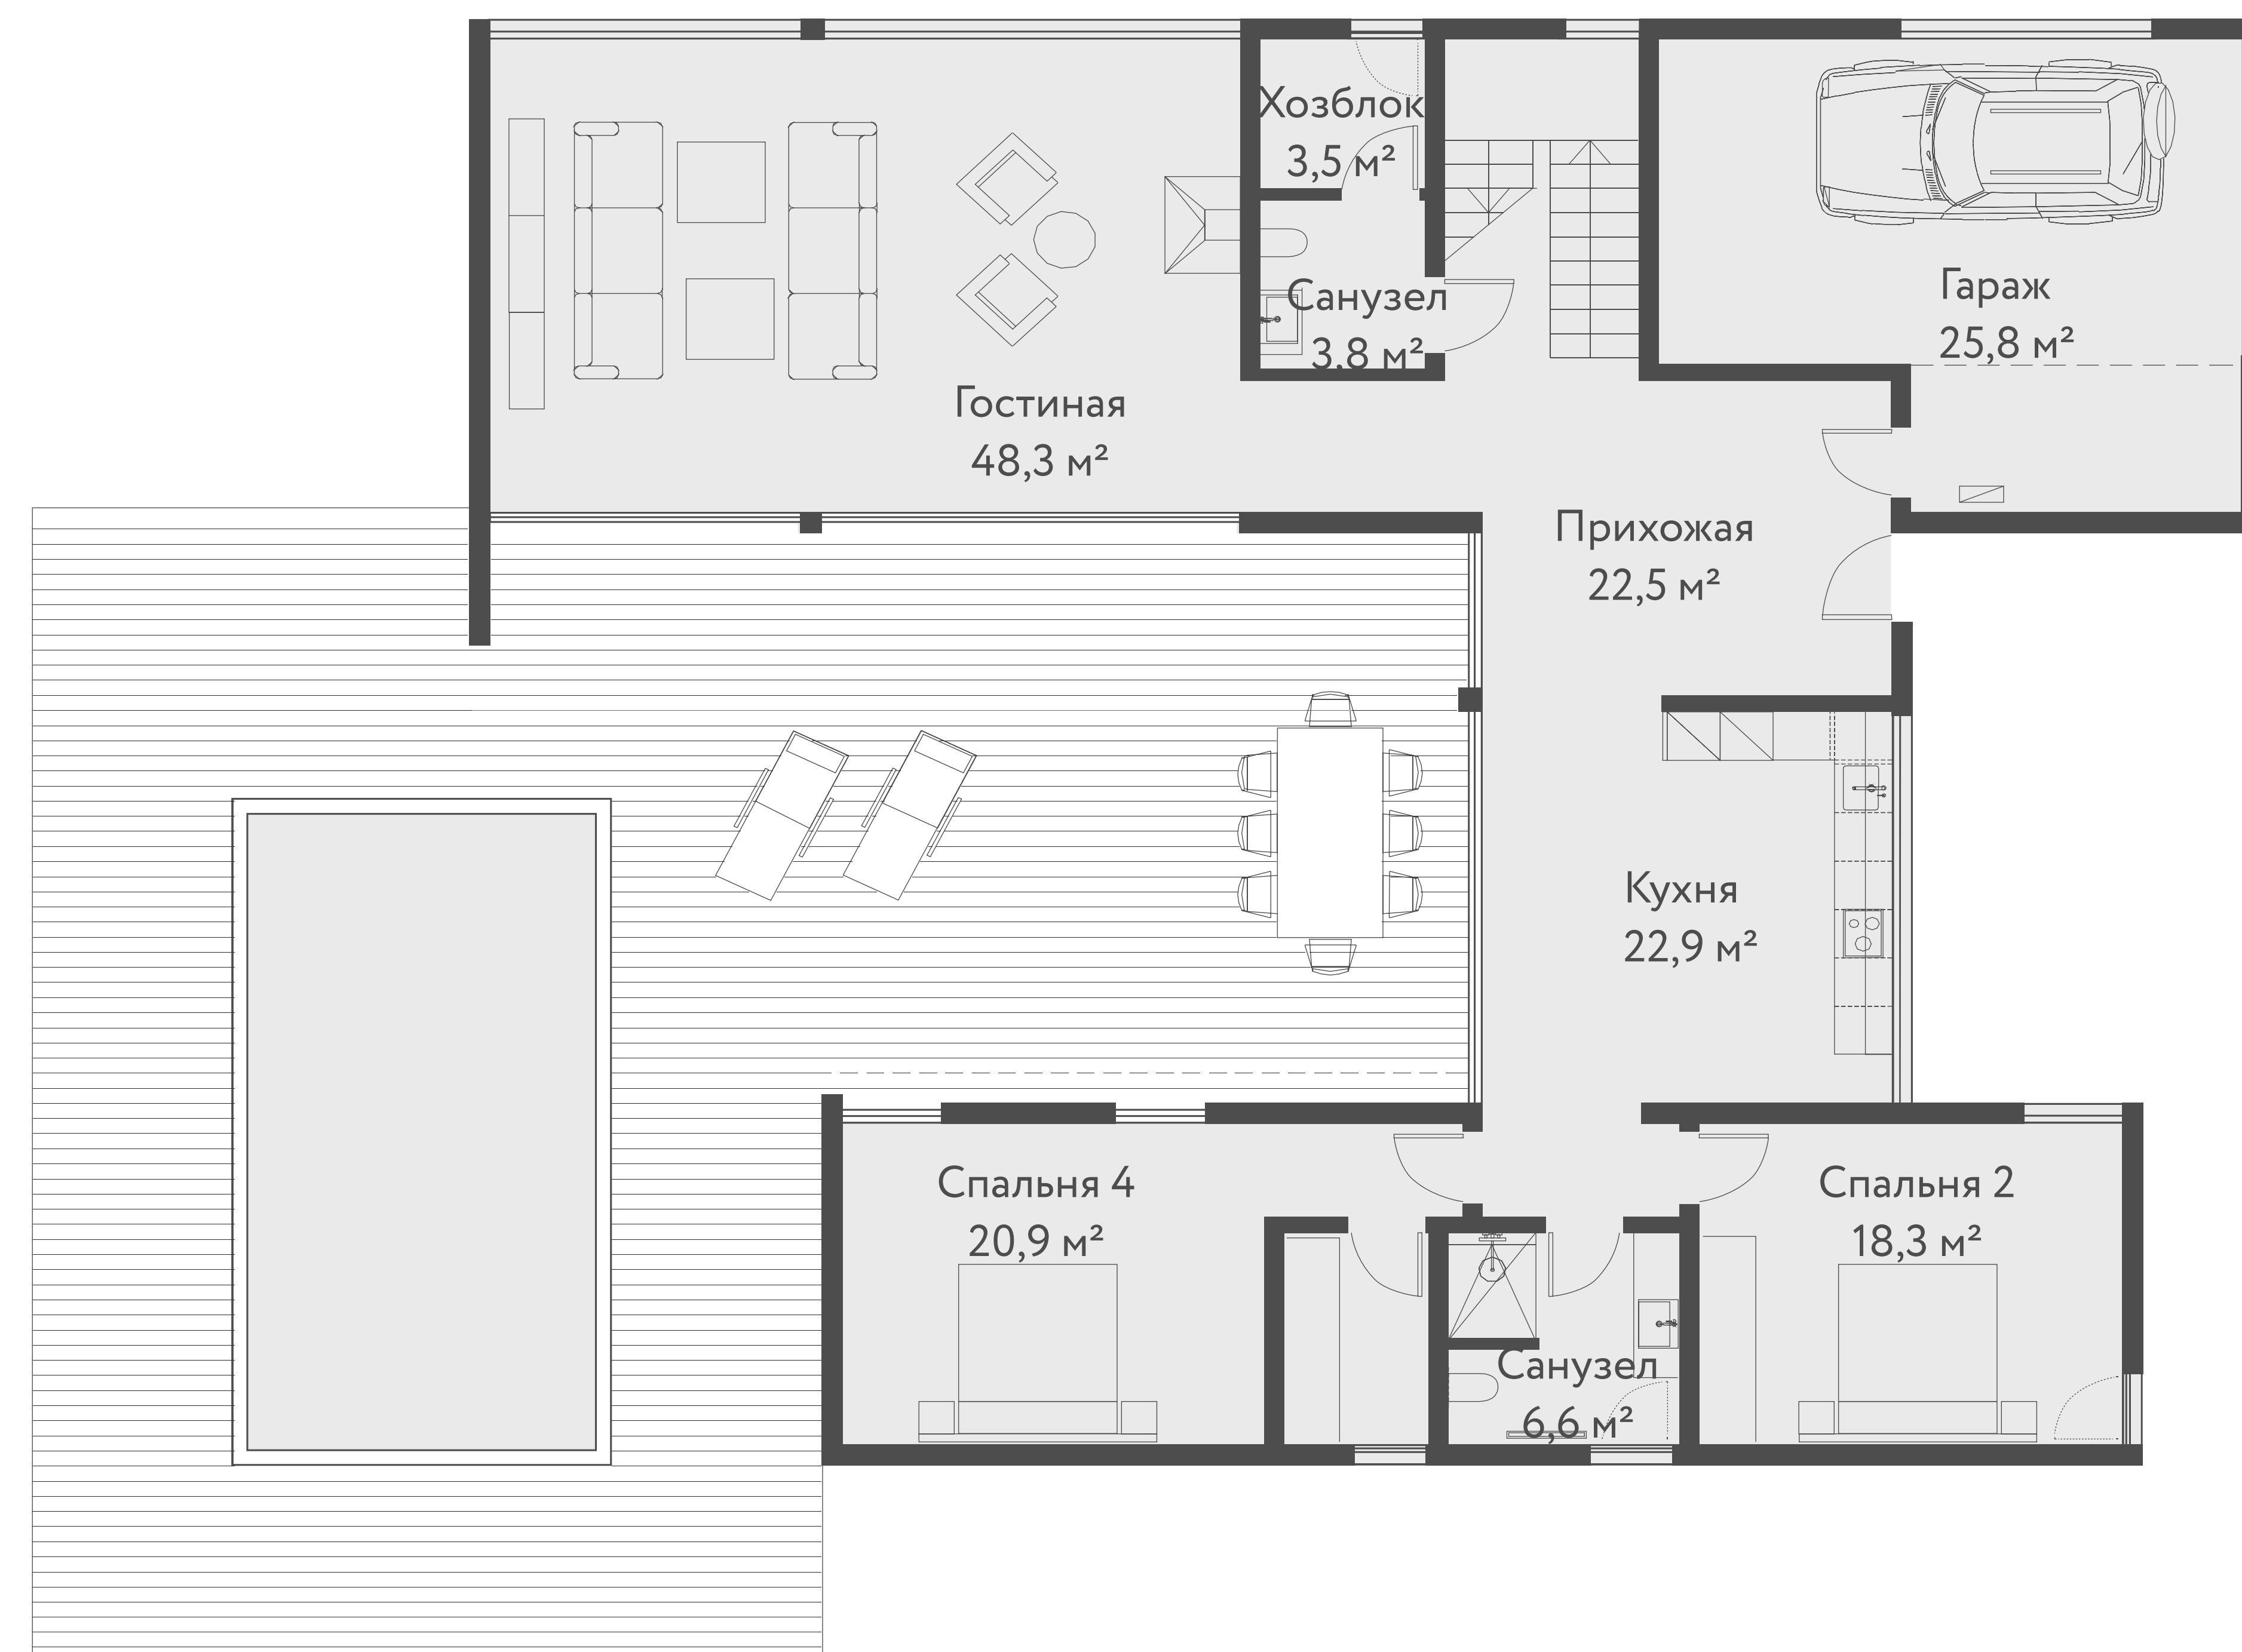 Хозблок
3,5 м²
Санузел
3,8 м²
Гараж
25,8 м²
Гостиная
48,3 м²
Прихожая
22,5 м²
Кухня
22,9 м²
Спальня 4
20,9 м²
Спальня 2
18,3 м²
Санузел
6,6 м²